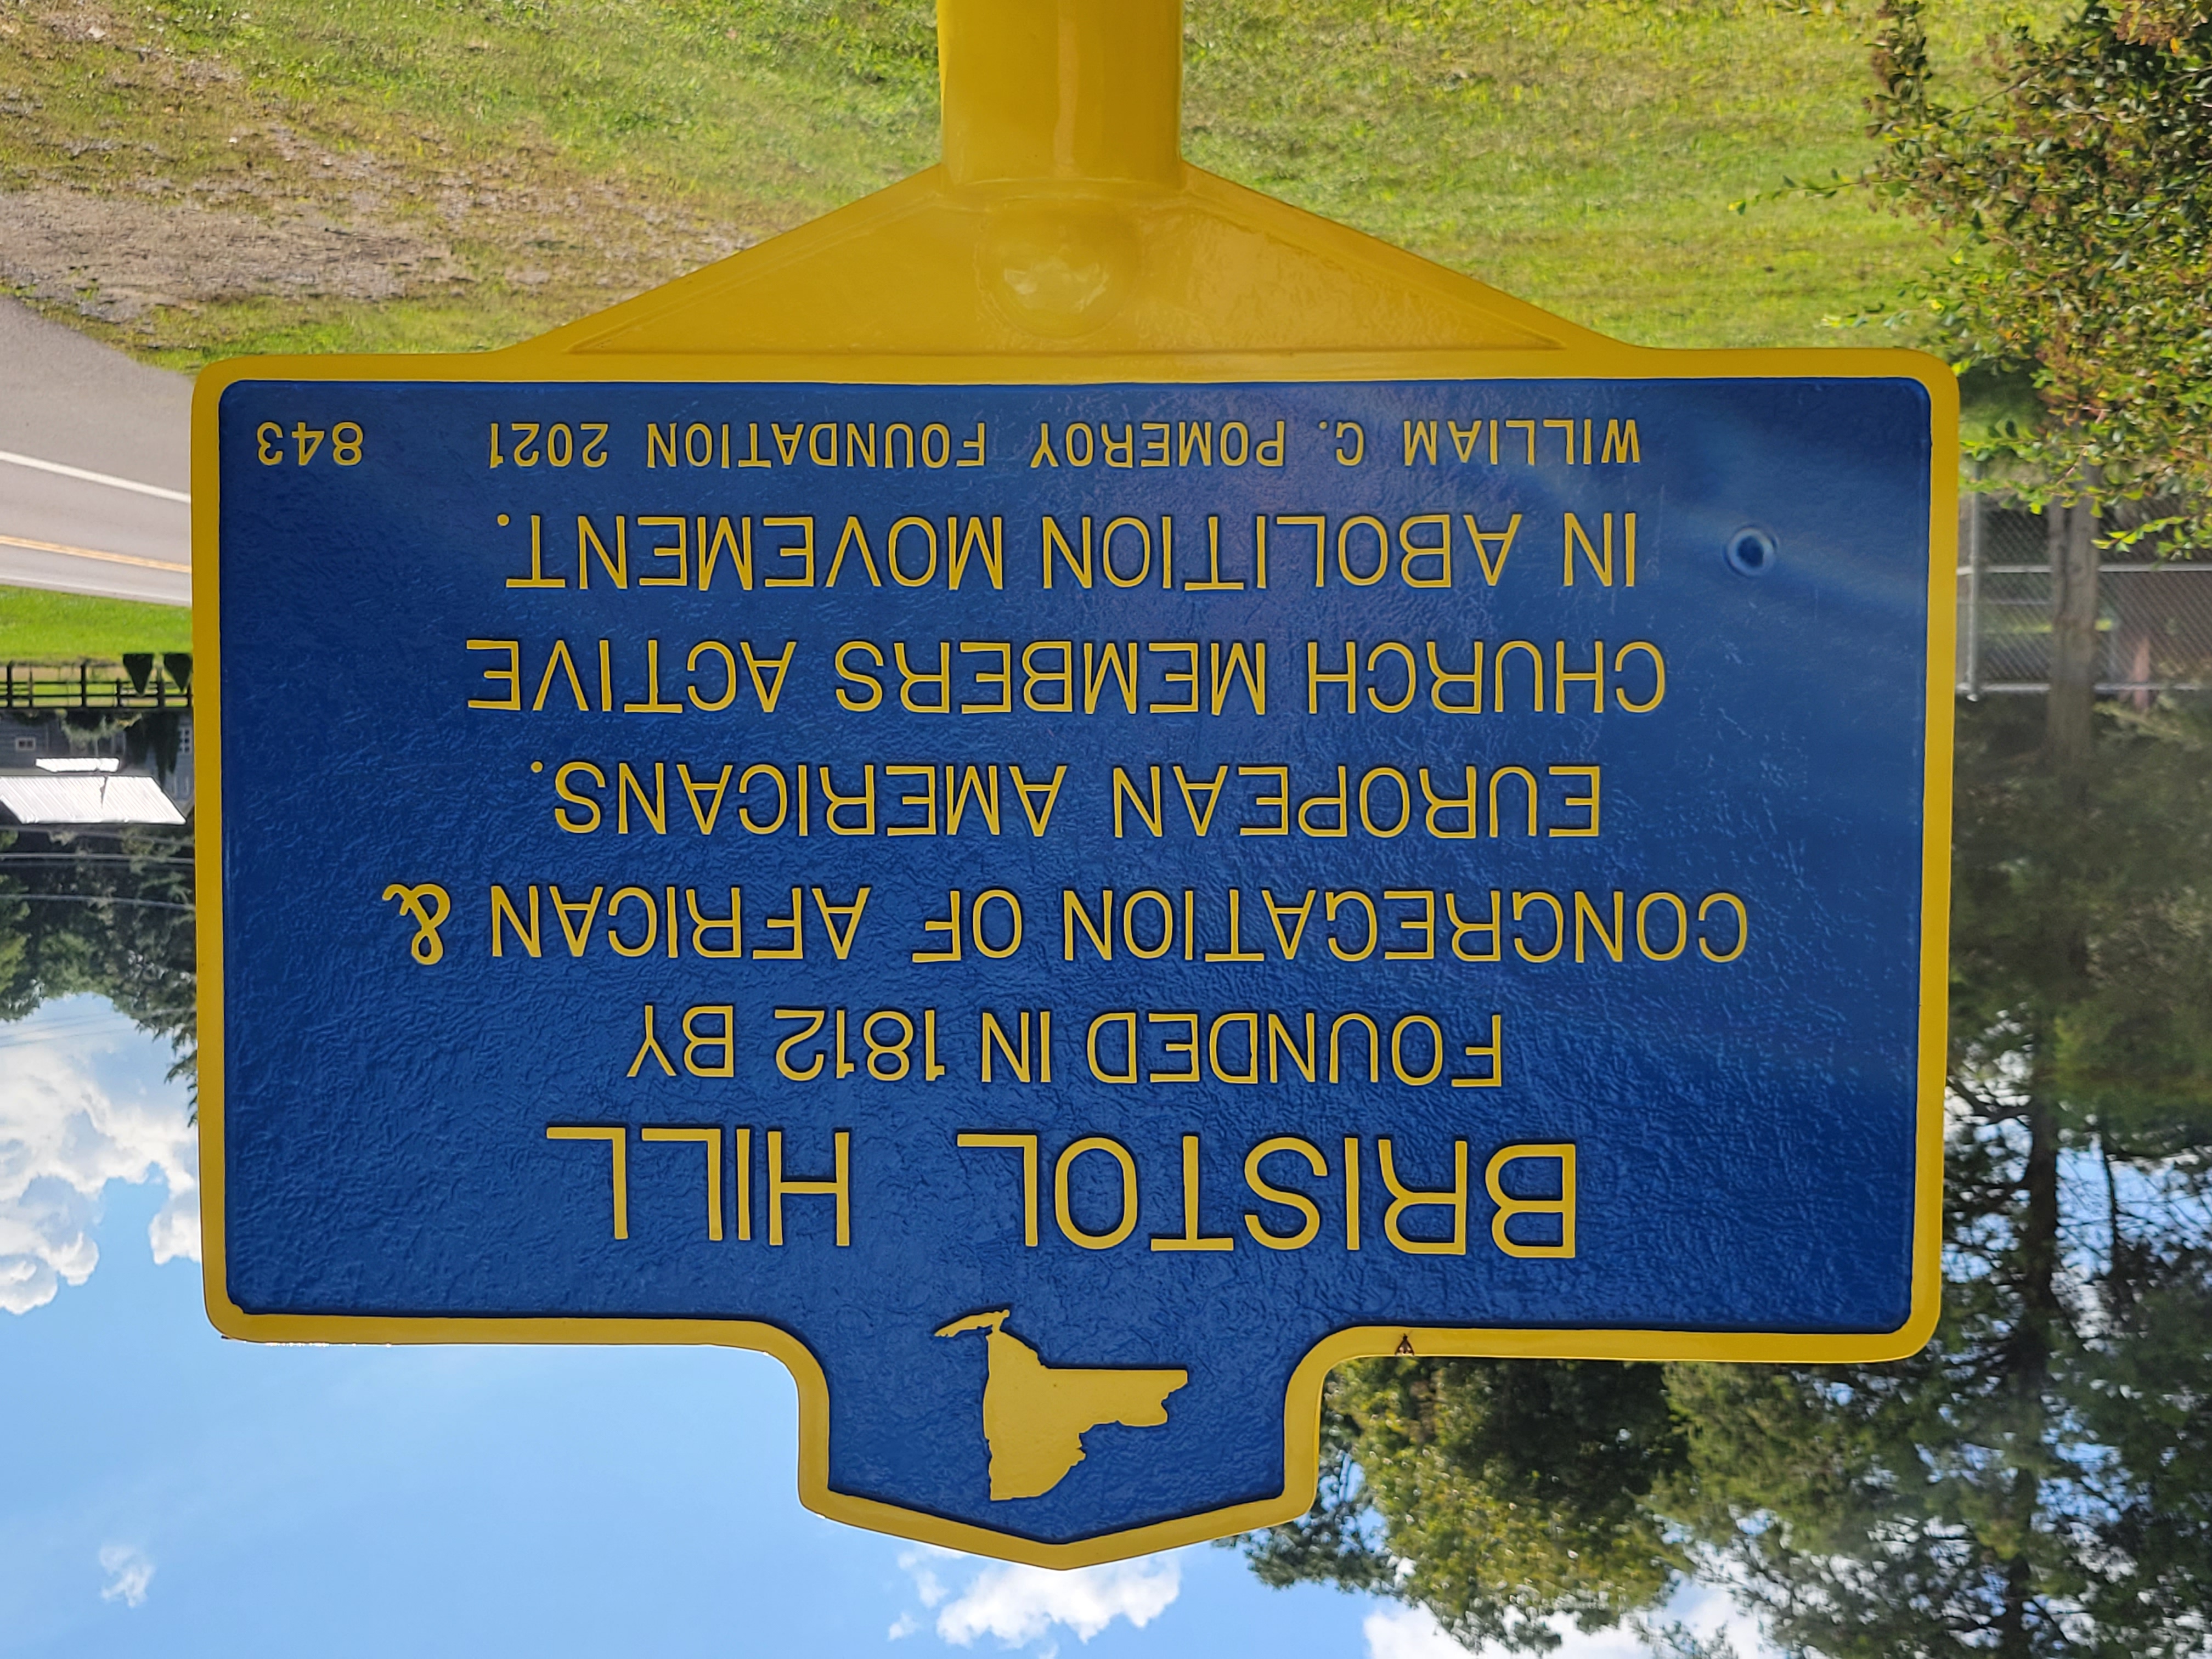 BRISTOL HILL
FOUNDED IN 1812 BY
CONGREGATION OF AFRICAN &
EUROPEAN AMERICANS.
CHURCH MEMBERS ACTIVE
IN ABOLITION MOVEMENT.
WILLIAM G. POMEROY FOUNDATION 2021 843